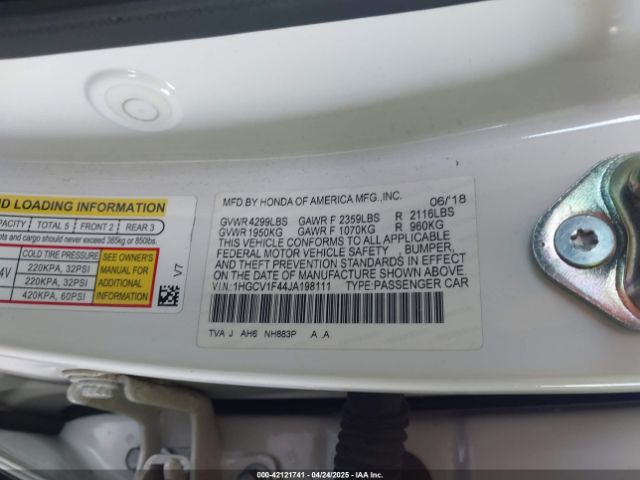 ND LOADING INFORMATION
PACITY TOTAL 5 FRONT 2 REAR 3
nts and cargo should never exceed 385kg or 850lbs.
COLD TIRE PRESSURE
SEE OWNER'S MANUAL FOR ADDITIONAL INFORMATION
4V 220KPA, 32PSI
220KPA, 32PSI
420KPA, 60PSI
V7
MFD BY HONDA OF AMERICA MFG.,INC. 06/'18
GVWR 4299LBS GAWR F 2359LBS R 2116LBS
GVWR 1950KG GAWR F 1070KG R 960KG
THIS VEHICLE CONFORMS TO ALL APPLICABLE
FEDERAL MOTOR VEHICLE SAFETY BUMPER,
AND THEFT PREVENTION STANDARDS IN EFFECT
ON THE DATE OF MANUFACTURE SHOWN ABOVE.
V.I.N:1HGCV1F44JA198111 TYPE:PASSENGER CAR
TVA J AH6 NH883P .A .A
000-42121741 - 04/24/2025 - IAA Inc.